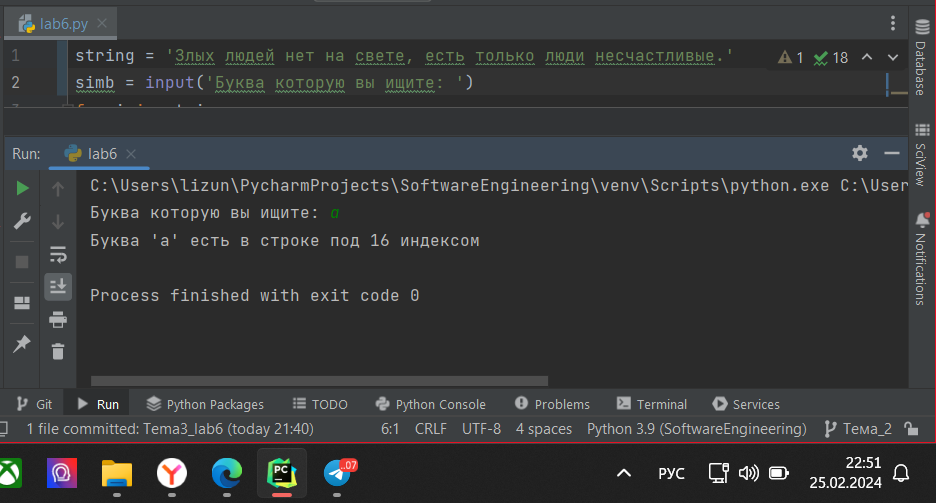 lab6.py
1 string = 'Злых людей нет на свете, есть только люди несчастливые.'
1 18
2 simb = input('Буква которую вы ищите: ')
Database
SciView
Notifications
Run: lab6
C:\Users\lizun\PycharmProjects\SoftwareEngineering\venv\Scripts\python.exe C:\User
Буква которую вы ищите: а
Буква 'а' есть в строке под 16 индексом
Process finished with exit code 0
Git Run Python Packages TODO Python Console Problems Terminal Services
1 file committed: Tema3_lab6 (today 21:40) 6:1 CRLF UTF-8 4 spaces Python 3.9 (SoftwareEngineering) Тема_2
PC
..07
РУС
22:51
25.02.2024